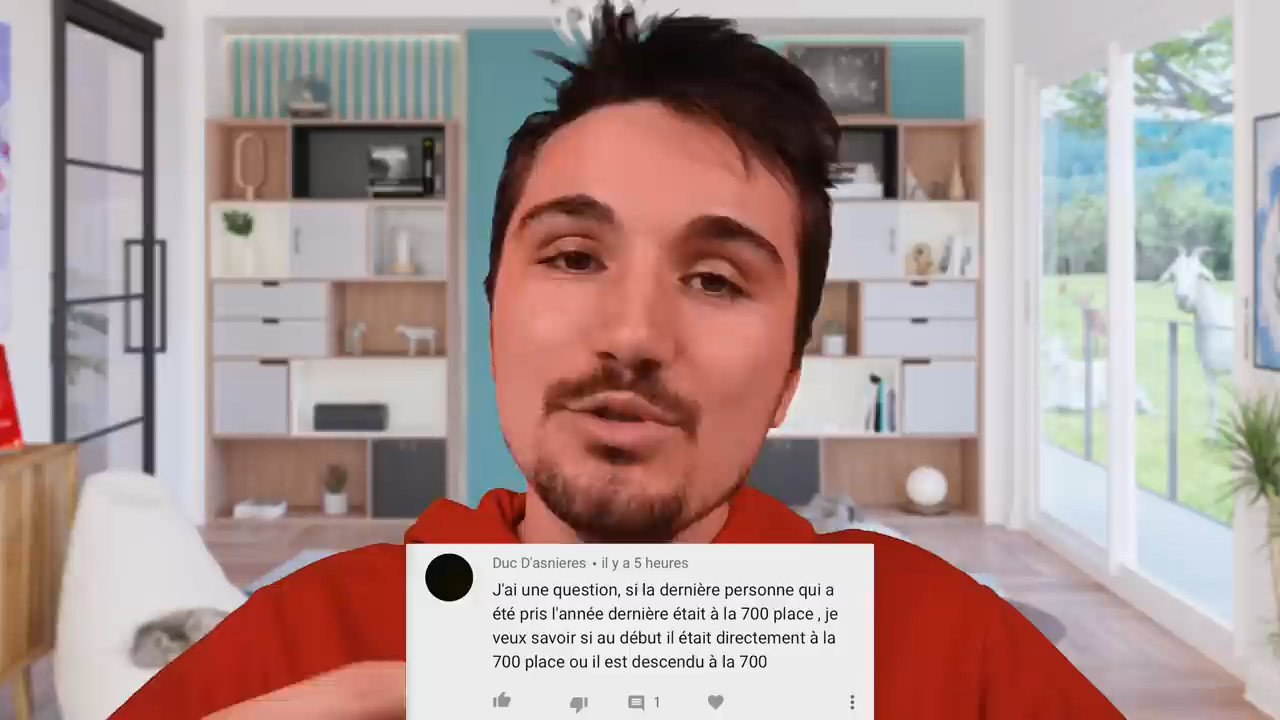 Duc D'asnieres • il y a 5 heures
J'ai une question, si la dernière personne qui a
été pris l'année dernière était à la 700 place , je
veux savoir si au début il était directement à la
700 place ou il est descendu à la 700
1